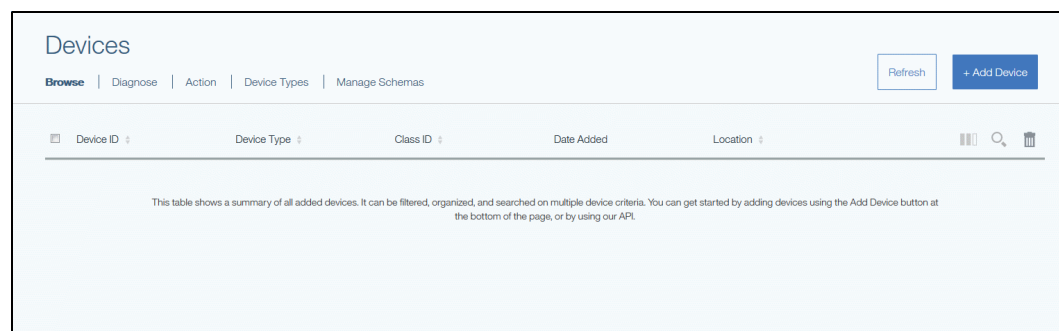 Devices
Browse | Diagnose | Action | Device Types | Manage Schemas
Refresh
+ Add Device
Device ID Device Type Class ID Date Added Location
This table shows a summary of all added devices. It can be filtered, organized, and searched on multiple device criteria. You can get started by adding devices using the Add Device button at
the bottom of the page, or by using our API.